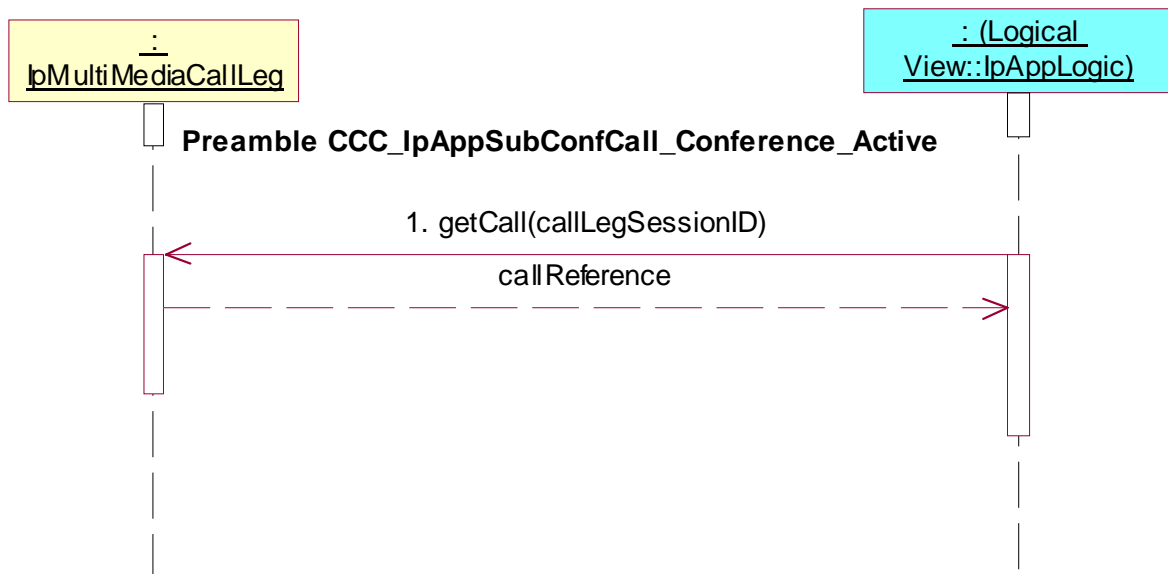 :
IpMultiMediaCallLeg
: (Logical
View::IpAppLogic)
Preamble CCC_IpAppSubConfCall_Conference_Active
1. getCall(callLegSessionID)
callReference